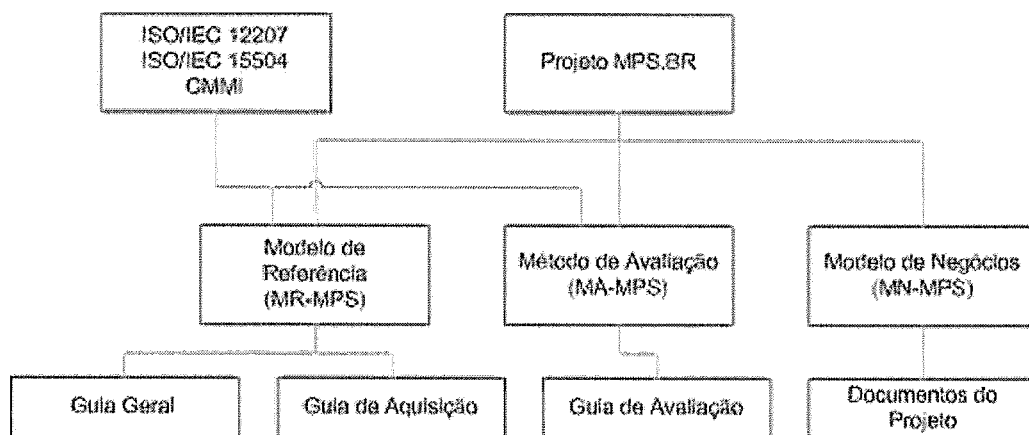 ISO/IEC 12207
ISO/IEC 15504
CMMI
Projeto MPS.BR
Modelo de
Referência
(MR-MPS)
Método de Avaliação
(MA-MPS)
Modelo de Negócios
(MN-MPS)
Guia Geral
Guia de Aquisição
Guia de Avaliação
Documentos do
Projeto